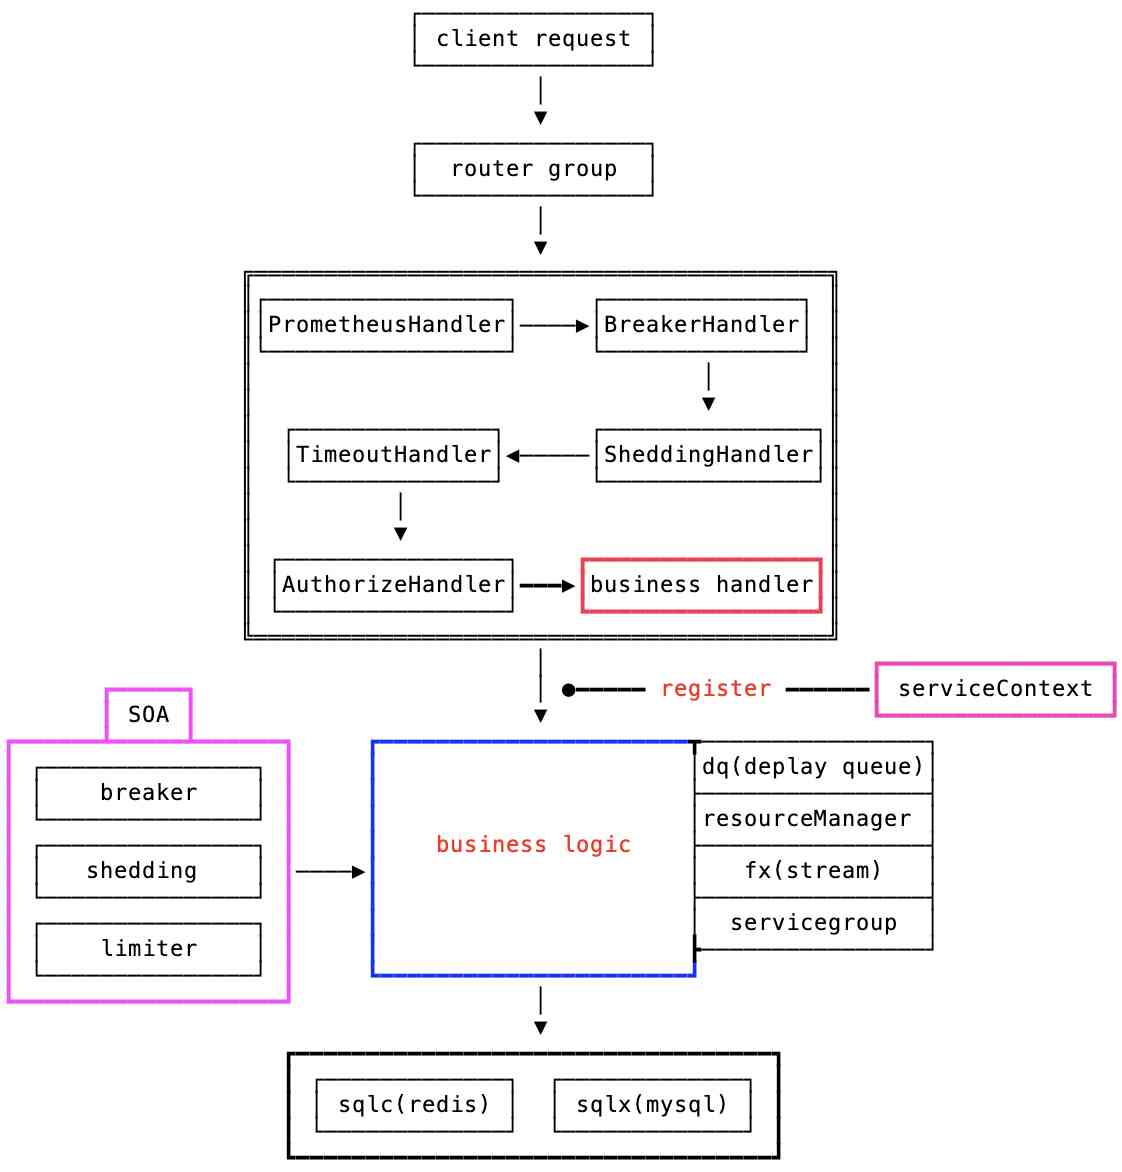 client request
router group
PrometheusHandler
BreakerHandler
TimeoutHandler
SheddingHandler
AuthorizeHandler
business handler
register
serviceContext
SOA
breaker
shedding
limiter
business logic
dq(deplay queue)
resourceManager
fx(stream)
servicegroup
sqlc(redis)
sqlx(mysql)